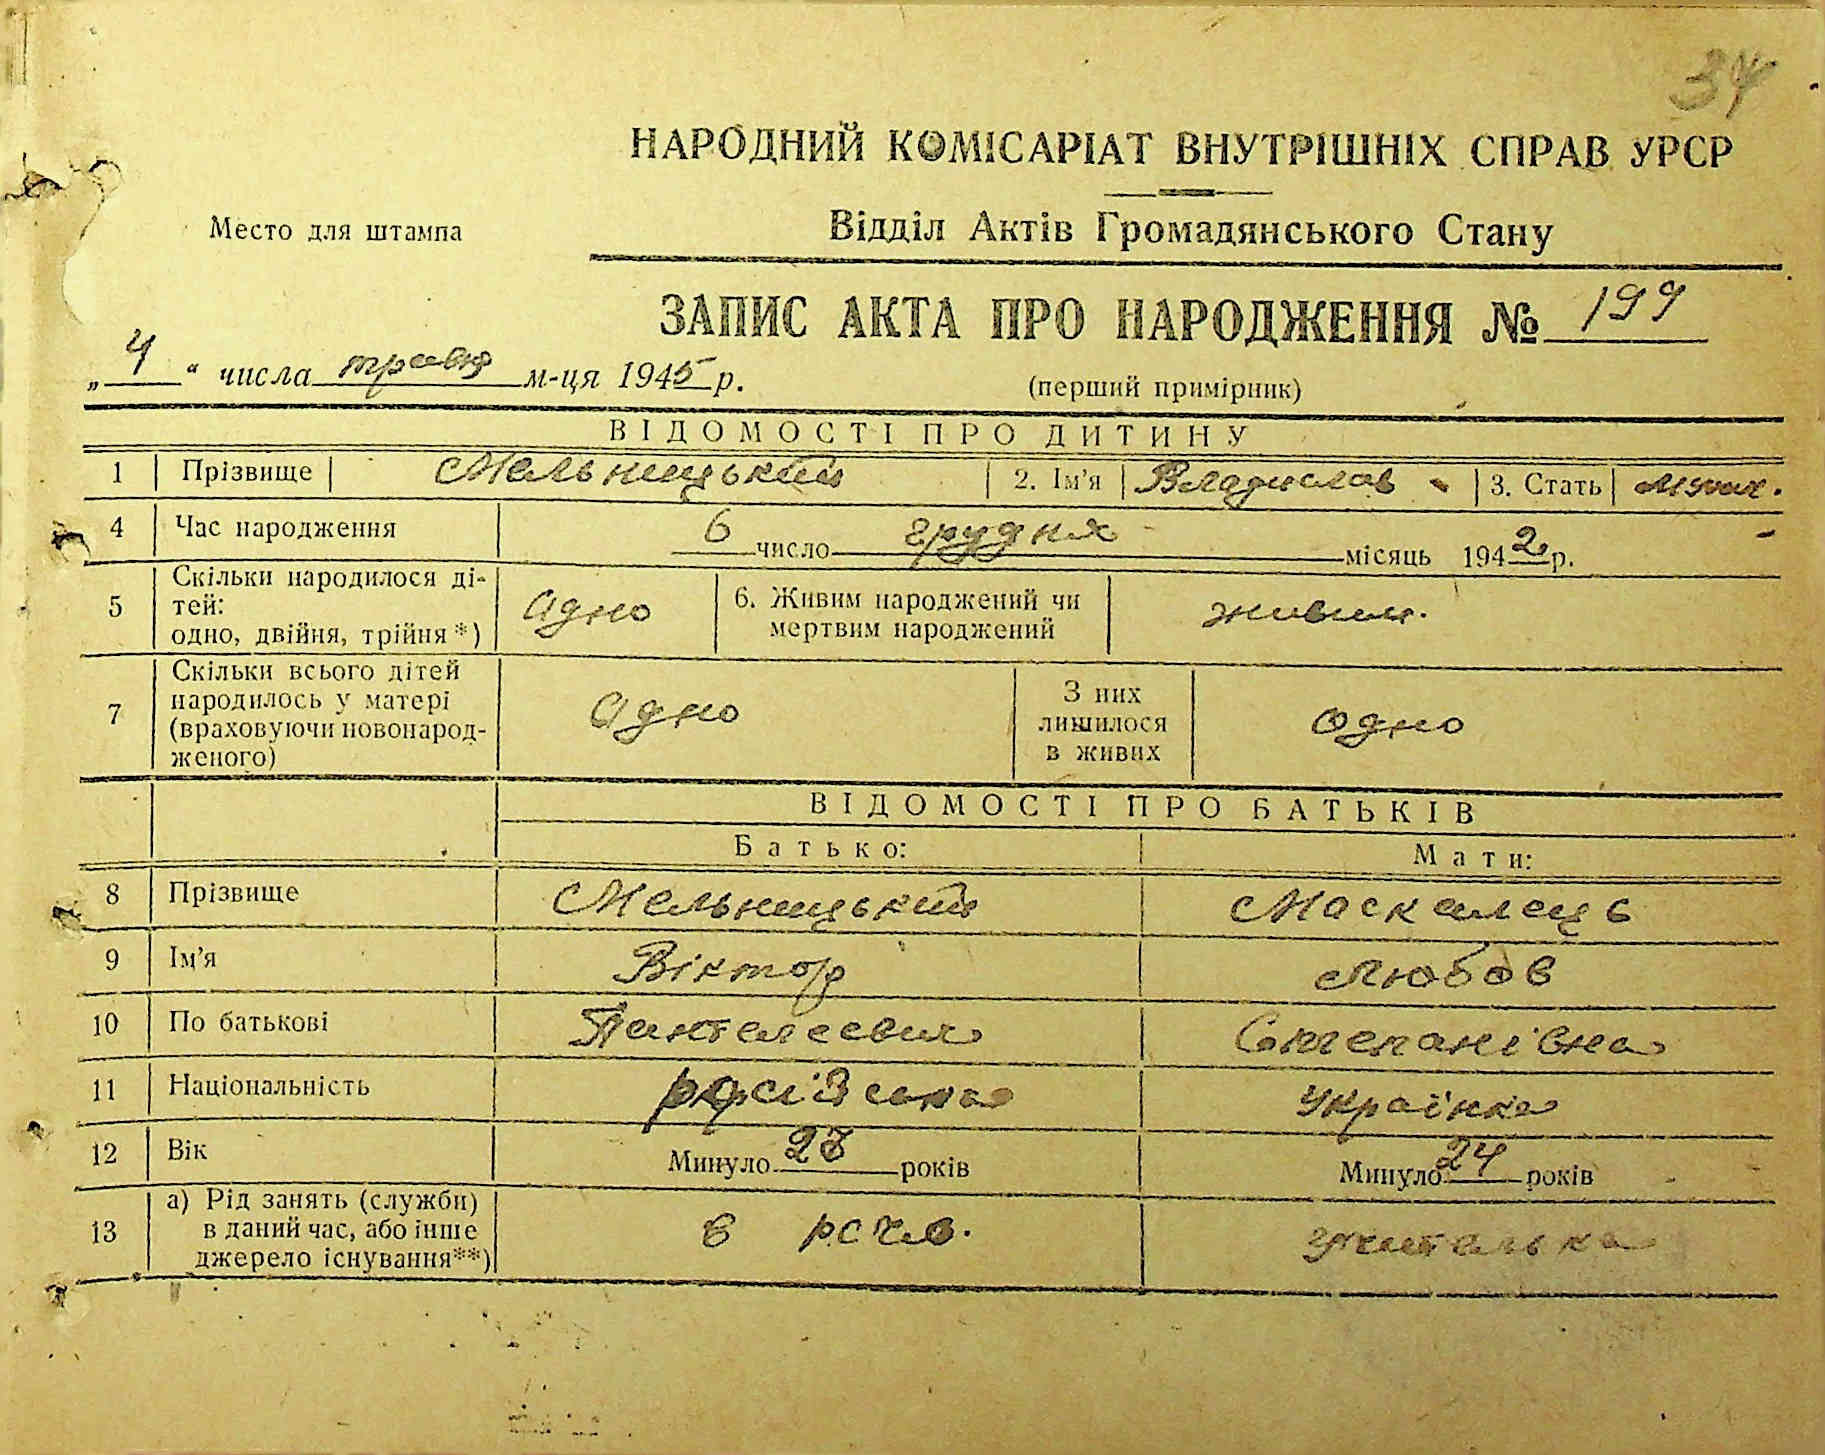 34
НАРОДНИЙ КОМІСАРІАТ ВНУТРІШНІХ СПРАВ УРСР
Место для штампа
Відділ Актів Громадянського Стану
ЗАПИС АКТА ПРО НАРОДЖЕННЯ № 199
„4“ числа травня м-ця 1945 р.
(перший примірник)
ВІДОМОСТІ ПРО ДИТИНУ
1 Прізвище Мельницький 2. Ім'я Владислав 3. Стать
4 Час народження 6 число грудня місяць 1942 р.
5 Скільки народилося ді-
тей:
одно, двійня, трійня*) Одно 6. Живим народжений чи
мертвим народжений живим.
7 Скільки всього дітей
народилось у матері
(враховуючи новонарод-
женого) Одно З них
лишилося
в живих Одно
ВІДОМОСТІ ПРО БАТЬКІВ
Батько: Мати:
8 Прізвище Мельницький Москалець
9 Ім'я Віктор Любов
10 По батькові Пантелеевич Степанівна
11 Національність Українка
12 Вік Минуло 28 років Минуло 24 років
13 а) Рід занять (служби)
в даний час, або інше
джерело існування**) в рсча. учителька